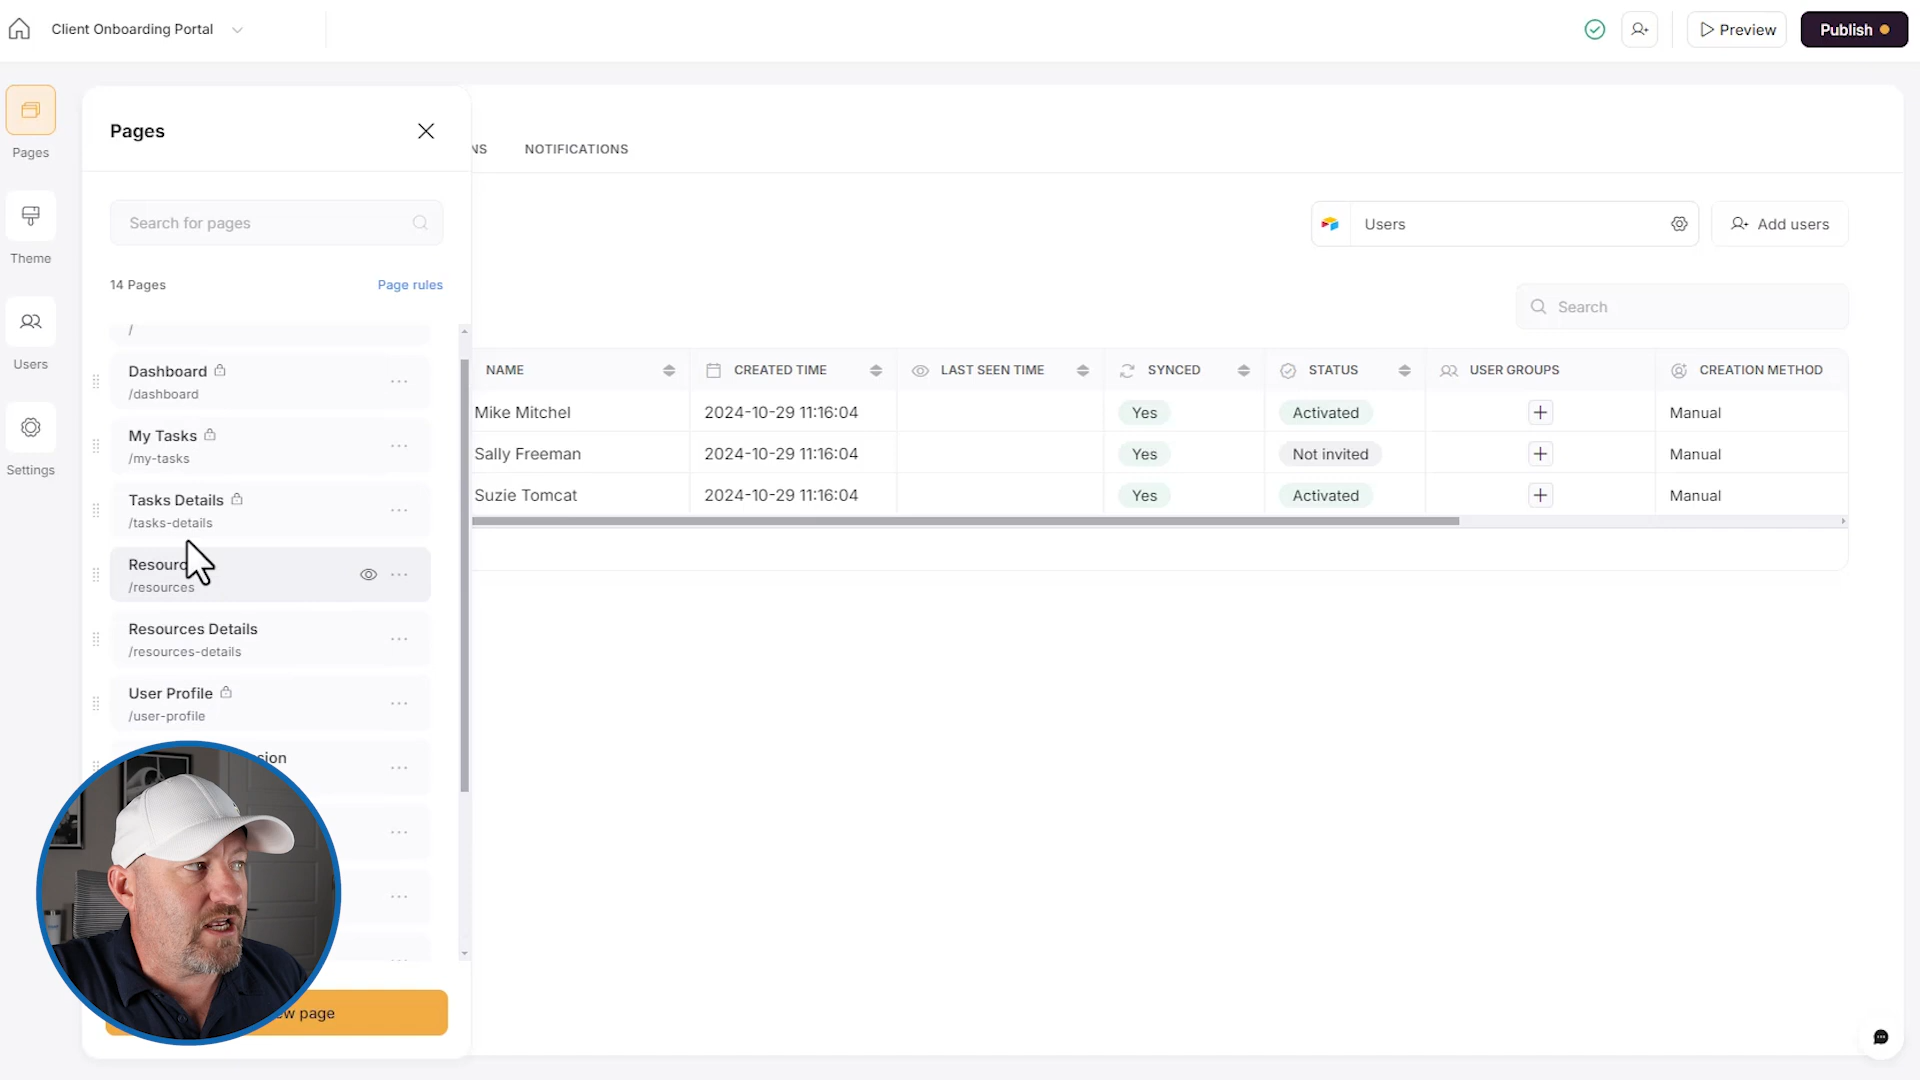 Client Onboarding Portal
Preview
Publish
Pages
Theme
Users
Settings
Pages
Search for pages
14 Pages
Page rules
/
Dashboard
/dashboard
My Tasks
/my-tasks
Tasks Details
/tasks-details
/resources
Resources Details
/resources-details
User Profile
/user-profile
page
NOTIFICATIONS
Users
Add users
Search
NAME CREATED TIME LAST SEEN TIME SYNCED STATUS USER GROUPS CREATION METHOD
Mike Mitchel 2024-10-29 11:16:04 Yes Activated Manual
Sally Freeman 2024-10-29 11:16:04 Yes Not invited Manual
Suzie Tomcat 2024-10-29 11:16:04 Yes Activated Manual